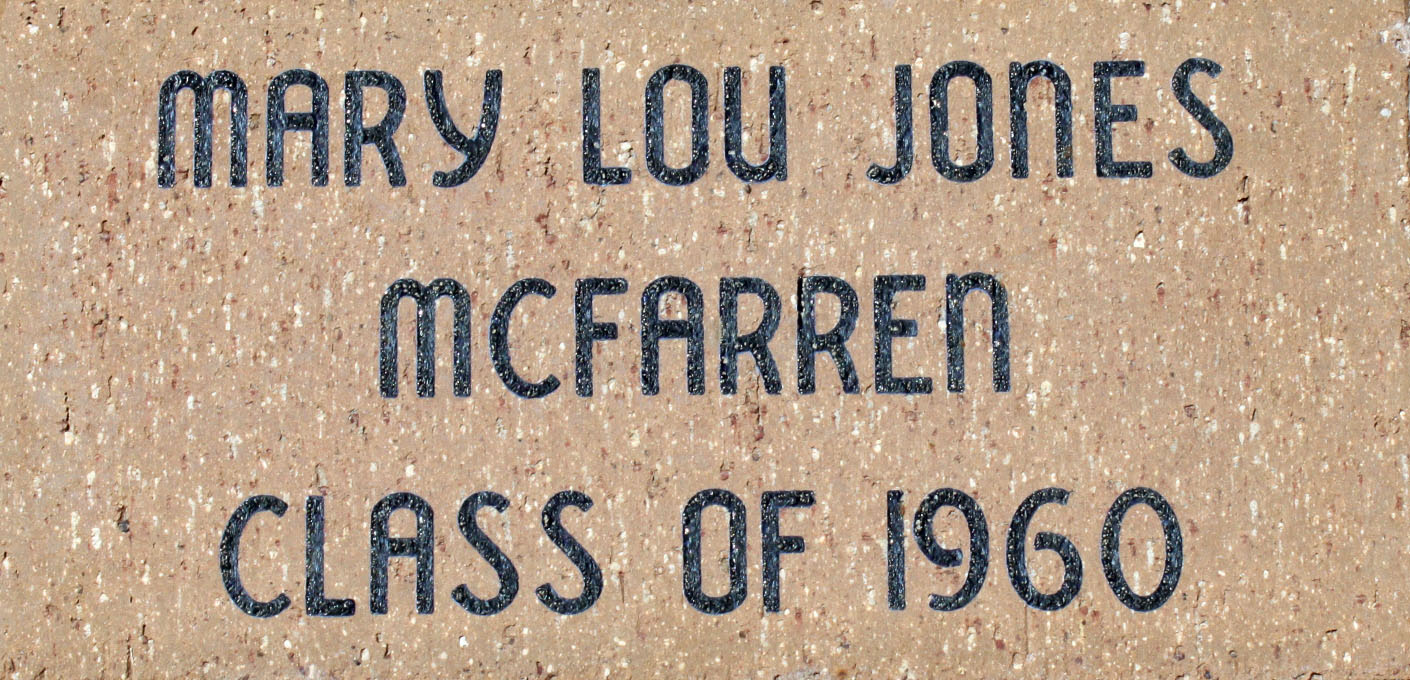 MARY LOU JONES
MCFARREN
CLASS OF 1960